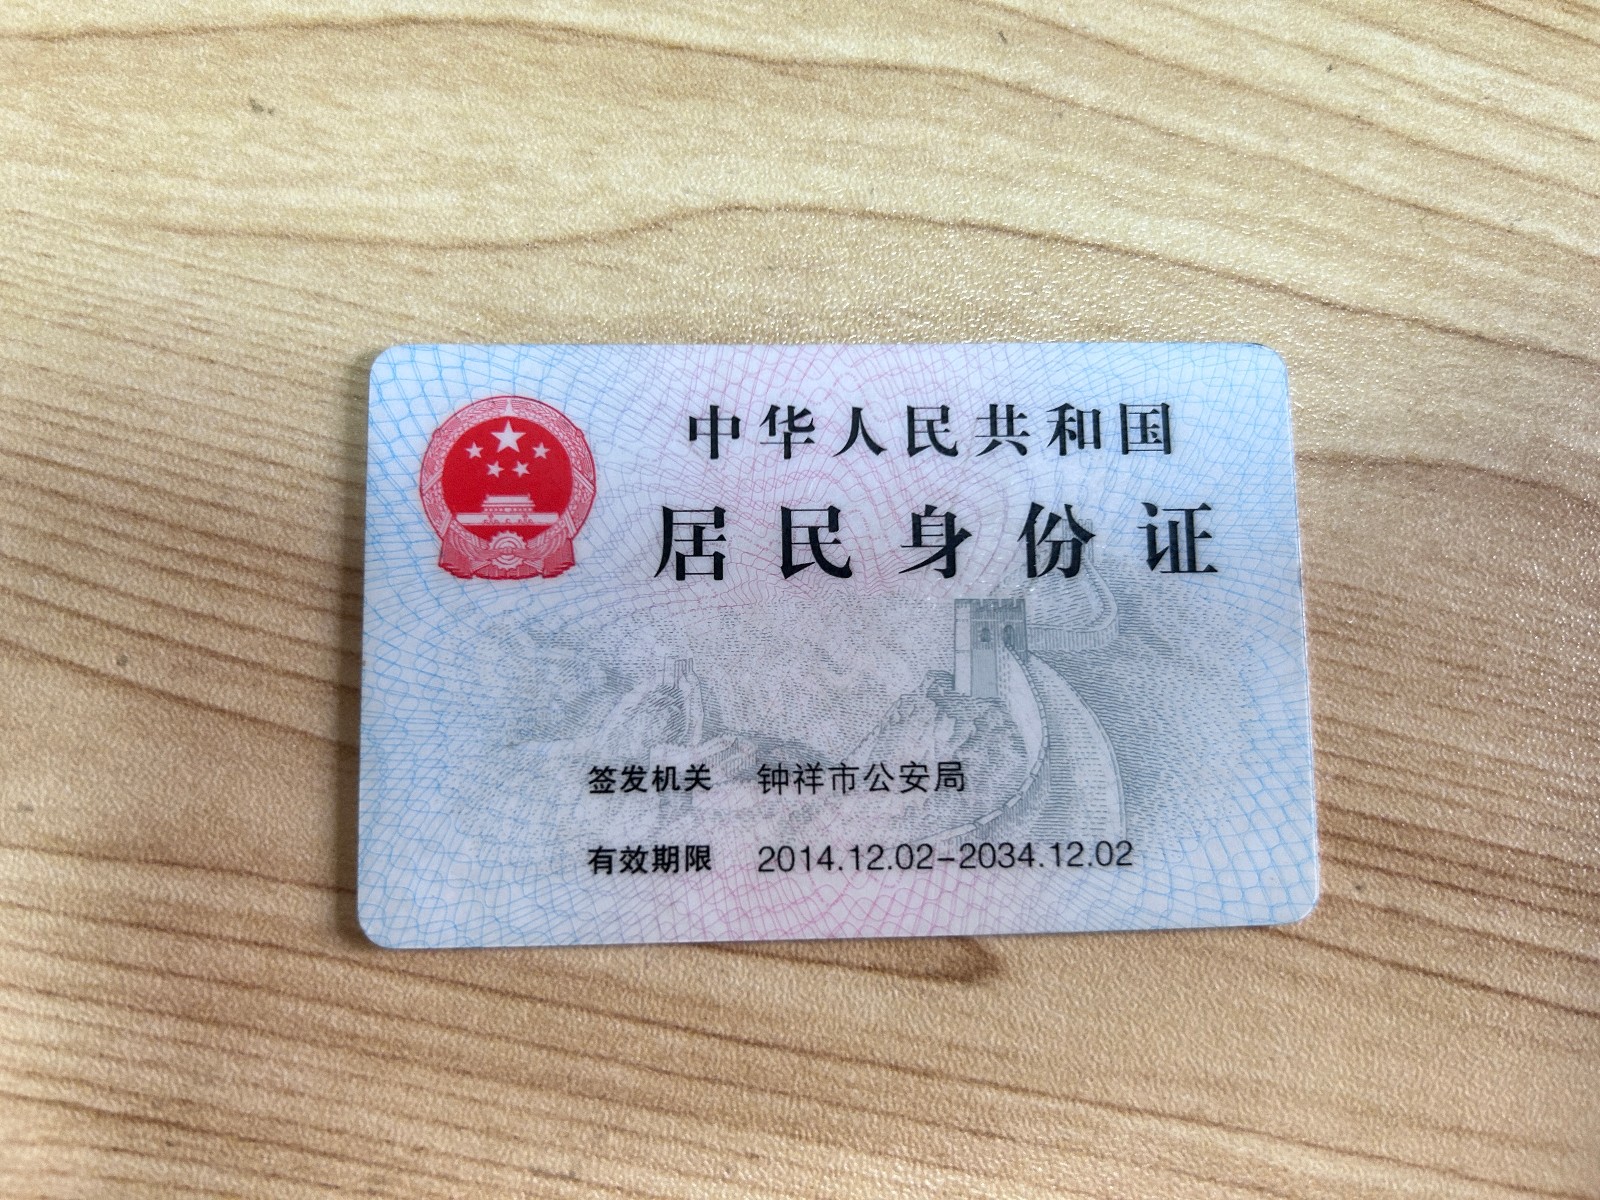 中华人民共和国
居民身份证
签发机关 钟祥市公安局
有效期限 2014.12.02-2034.12.02